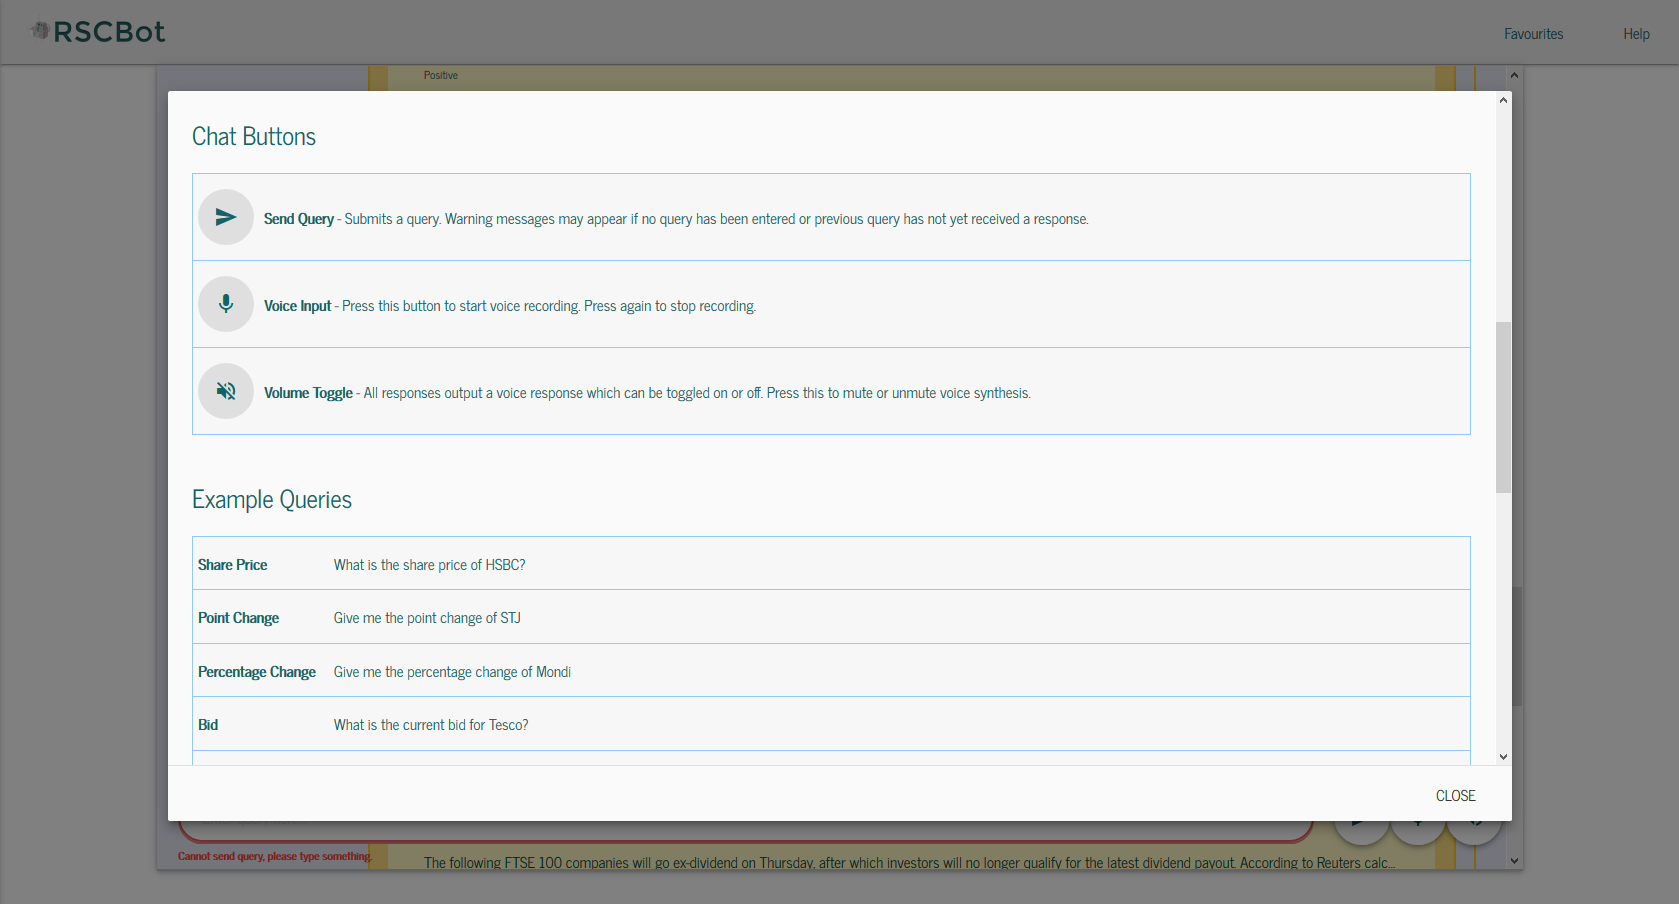 RSCBot
Favourites
Help
Positive
Chat Buttons
Send Query - Submits a query. Warning messages may appear if no query has been entered or previous query has not yet received a response.
Voice Input - Press this button to start voice recording. Press again to stop recording.
Volume Toggle - All responses output a voice response which can be toggled on or off. Press this to mute or unmute voice synthesis.
Example Queries
Share Price What is the share price of HSBC?
Point Change Give me the point change of STJ
Percentage Change Give me the percentage change of Mondi
Bid What is the current bid for Tesco?
CLOSE
Cannot send query, please type something.
The following FTSE 100 companies will go ex-dividend on Thursday, after which investors will no longer qualify for the latest dividend payout. According to Reuters calc...